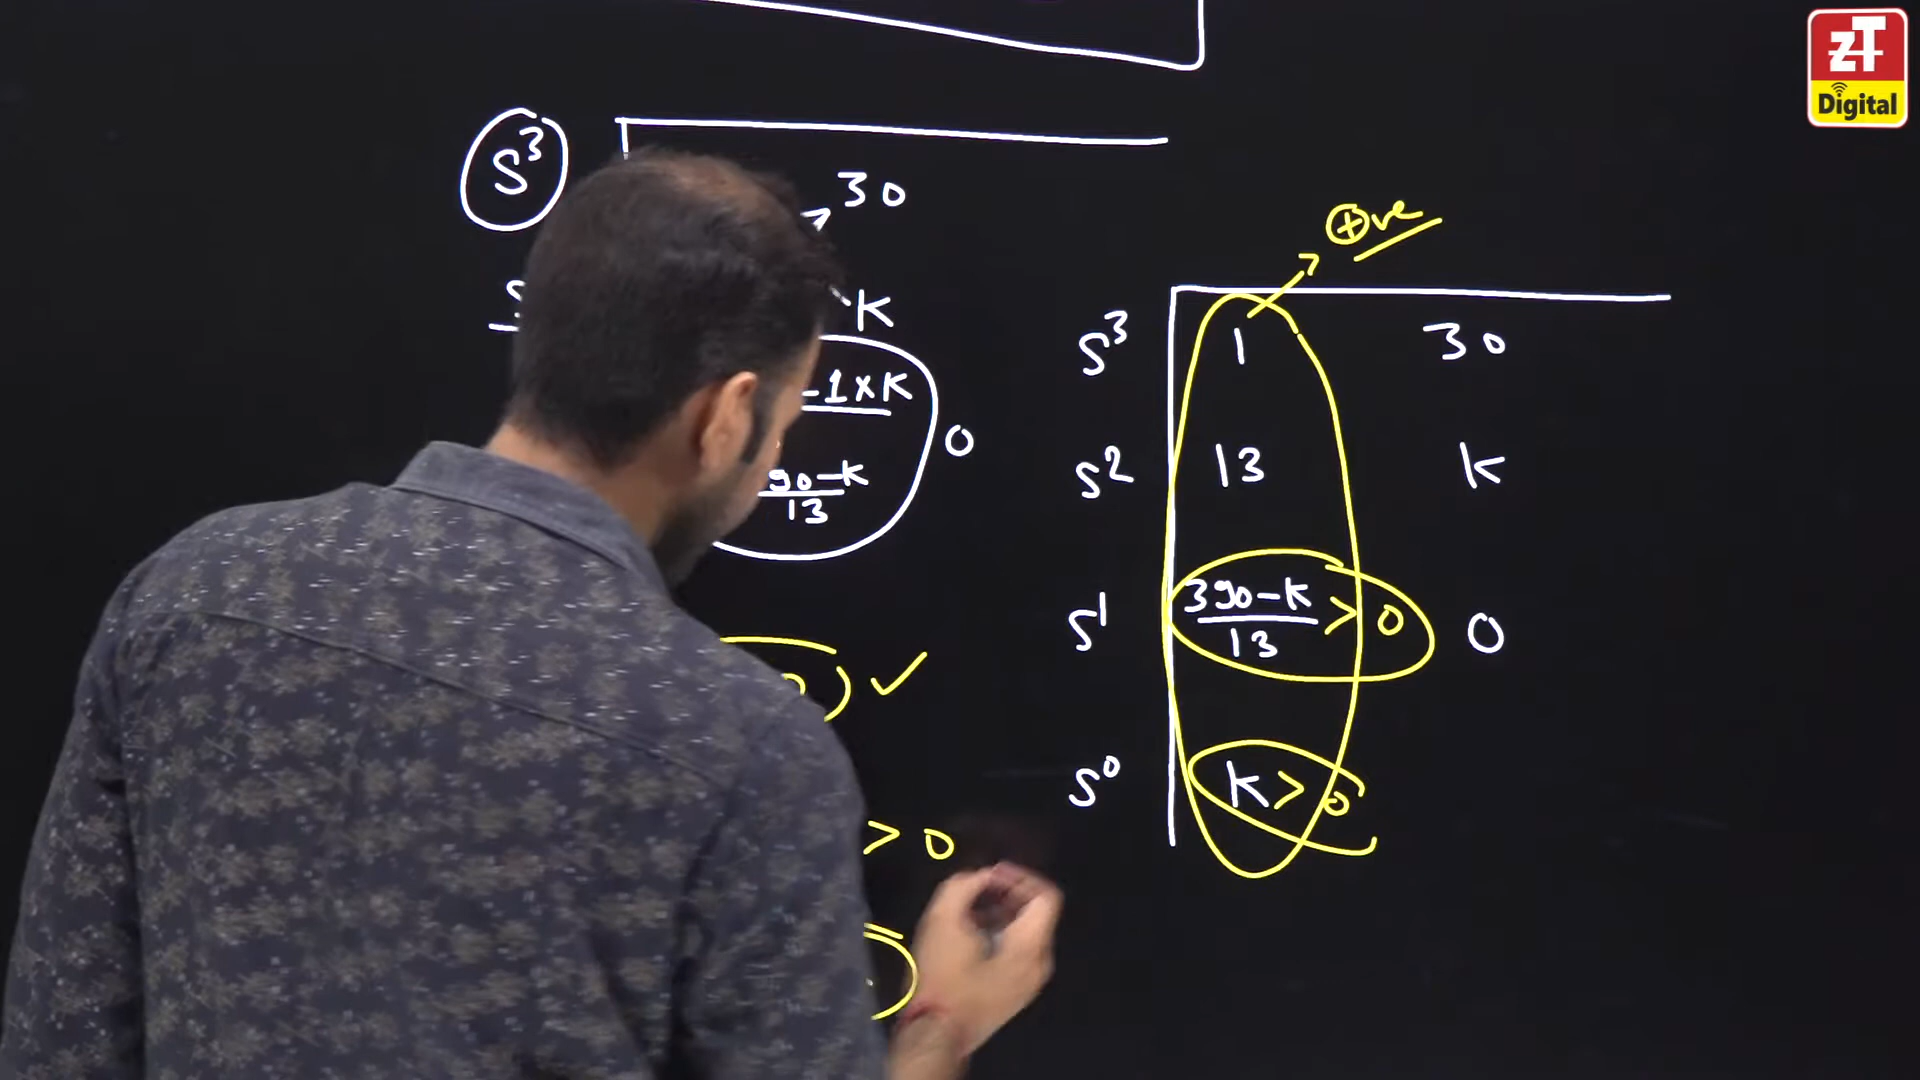 zT
Digital
S³
30
K
-1×K
90-K
13
0
✓
> 0
⊕ve
S³ 1 30
S² 13 K
S¹ 390-K > 0 0
13
S⁰ K > 0